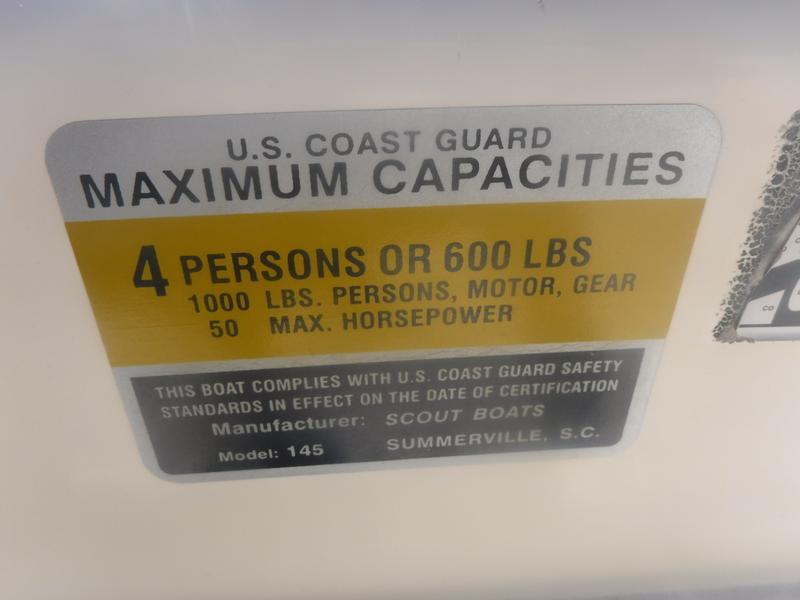 U.S. COAST GUARD
MAXIMUM CAPACITIES
4 PERSONS OR 600 LBS
1000 LBS. PERSONS, MOTOR, GEAR
50 MAX. HORSEPOWER
THIS BOAT COMPLIES WITH U.S. COAST GUARD SAFETY
STANDARDS IN EFFECT ON THE DATE OF CERTIFICATION
Manufacturer: SCOUT BOATS
Model: 145 SUMMERVILLE, S.C.